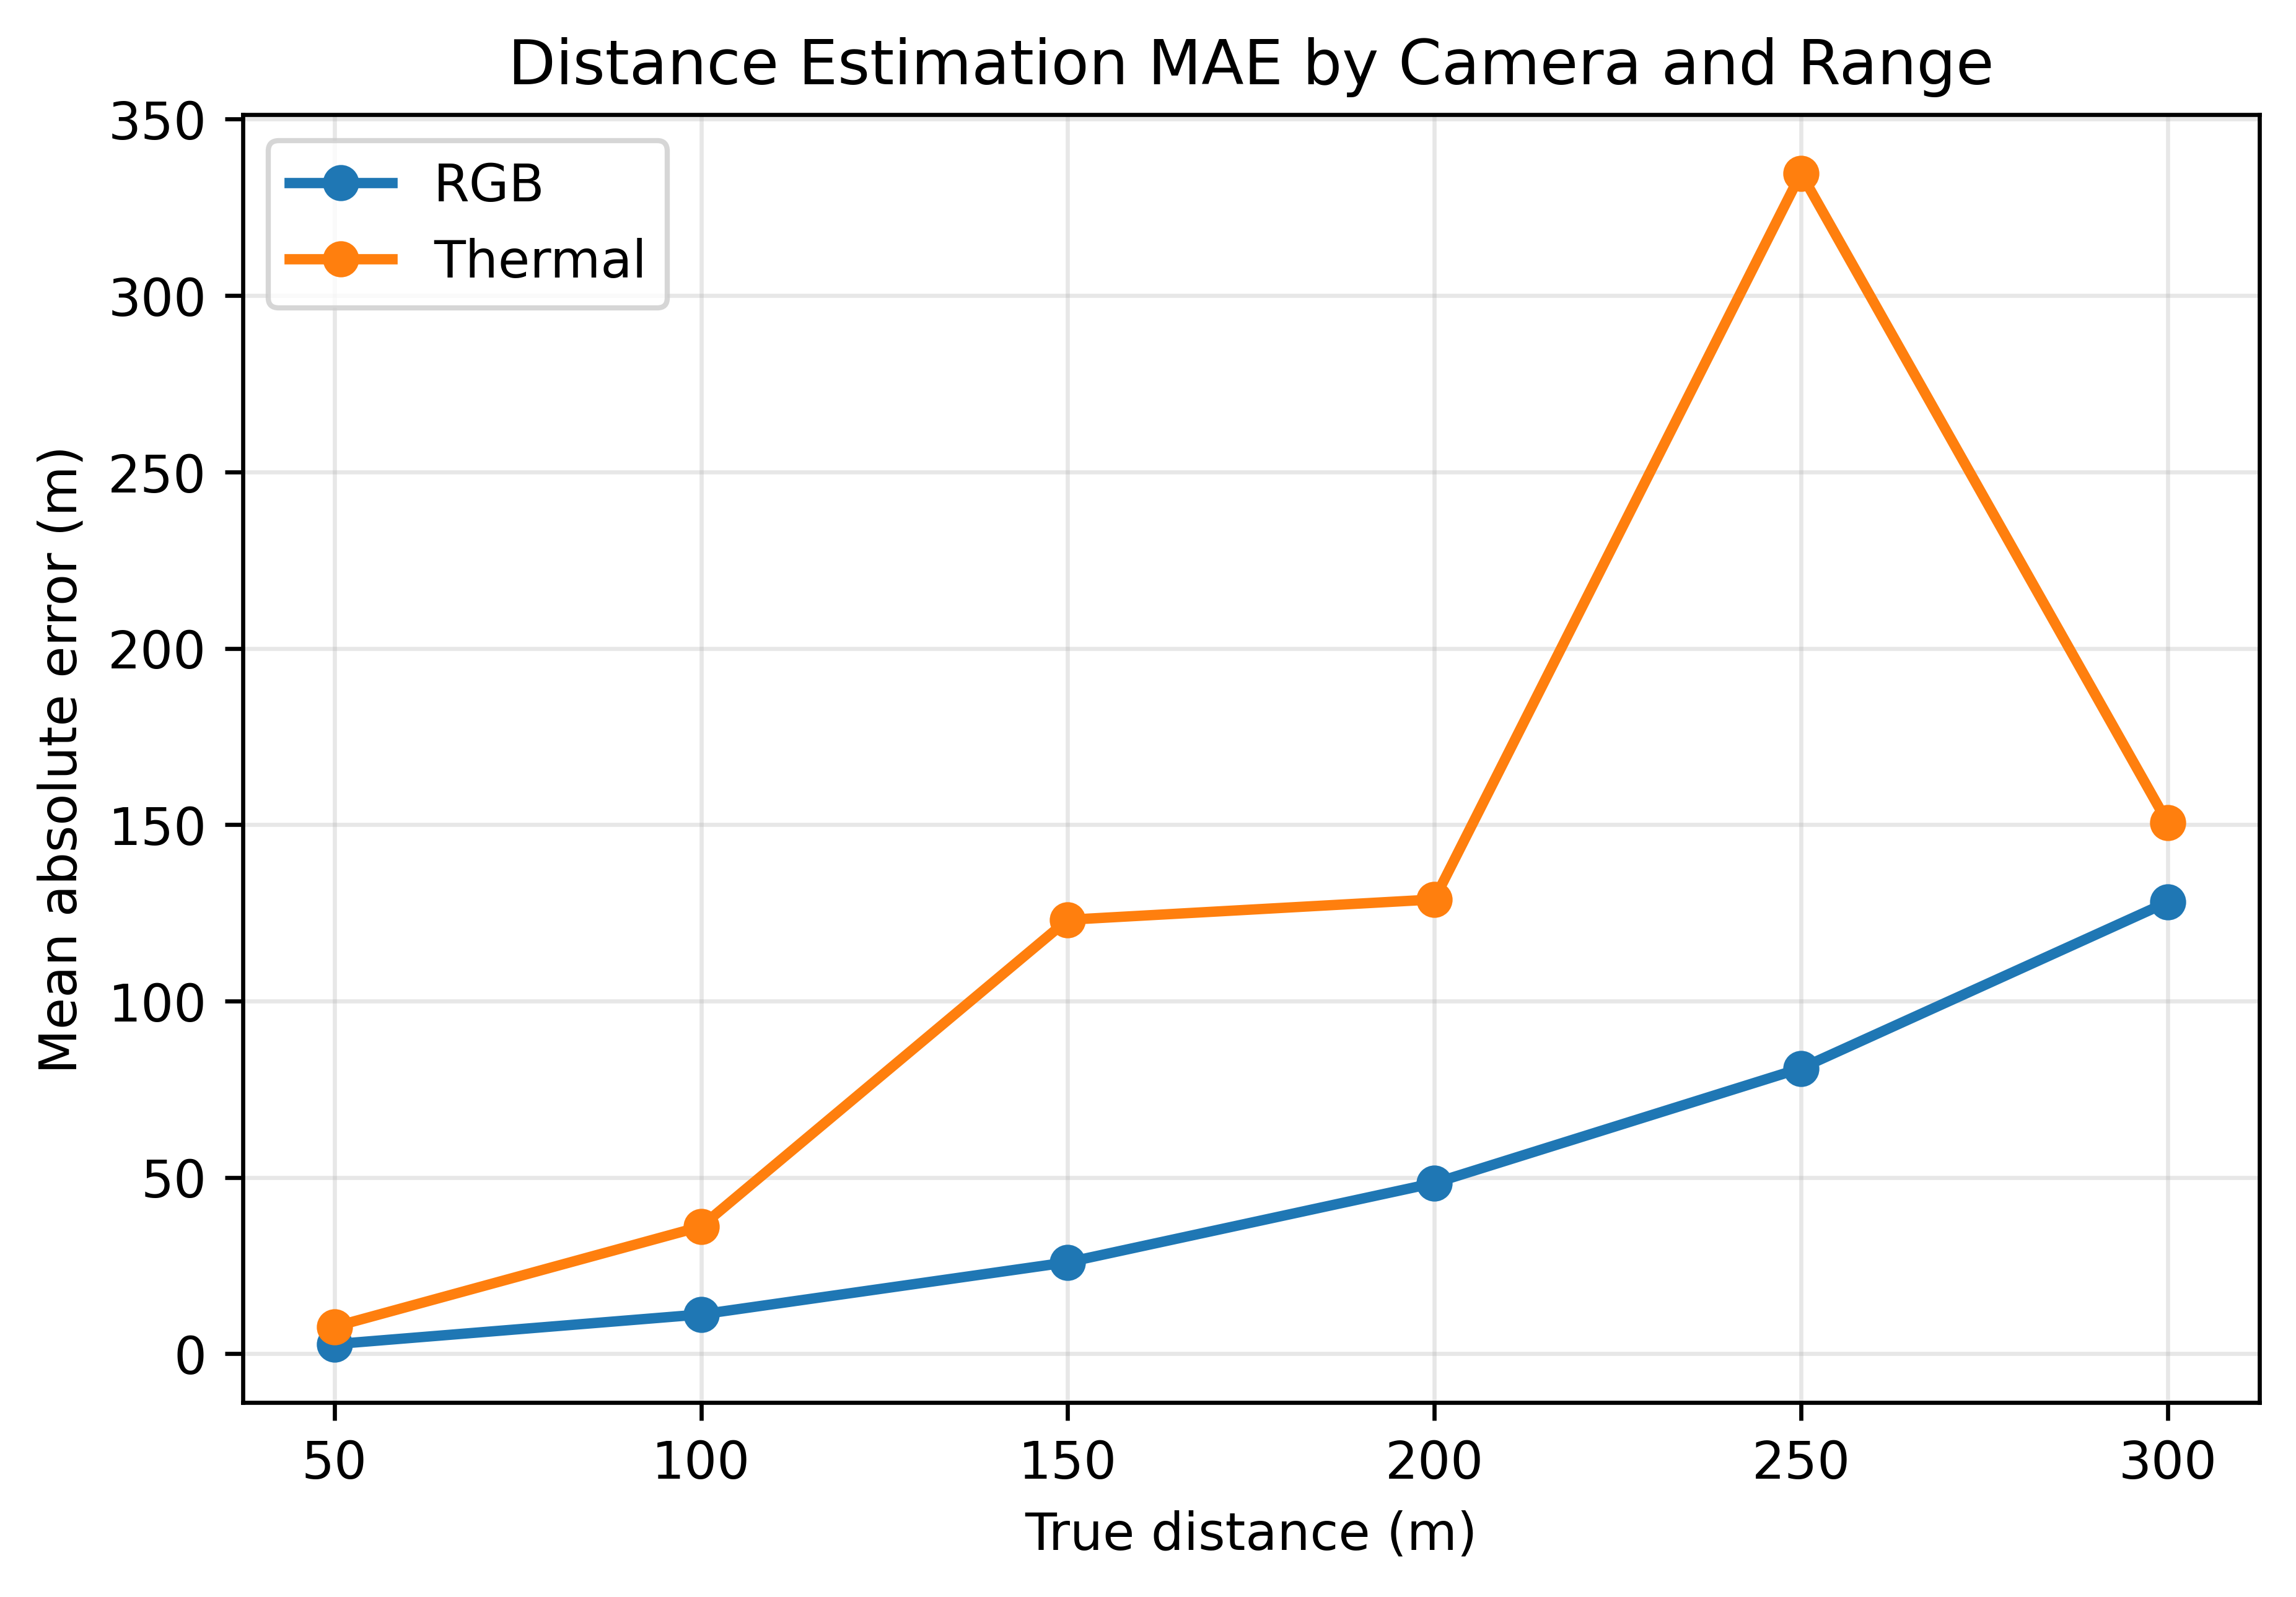 Distance Estimation MAE by Camera and Range
350
300
250
200
150
100
50
0
Mean absolute error (m)
RGB
Thermal
50 100 150 200 250 300
True distance (m)